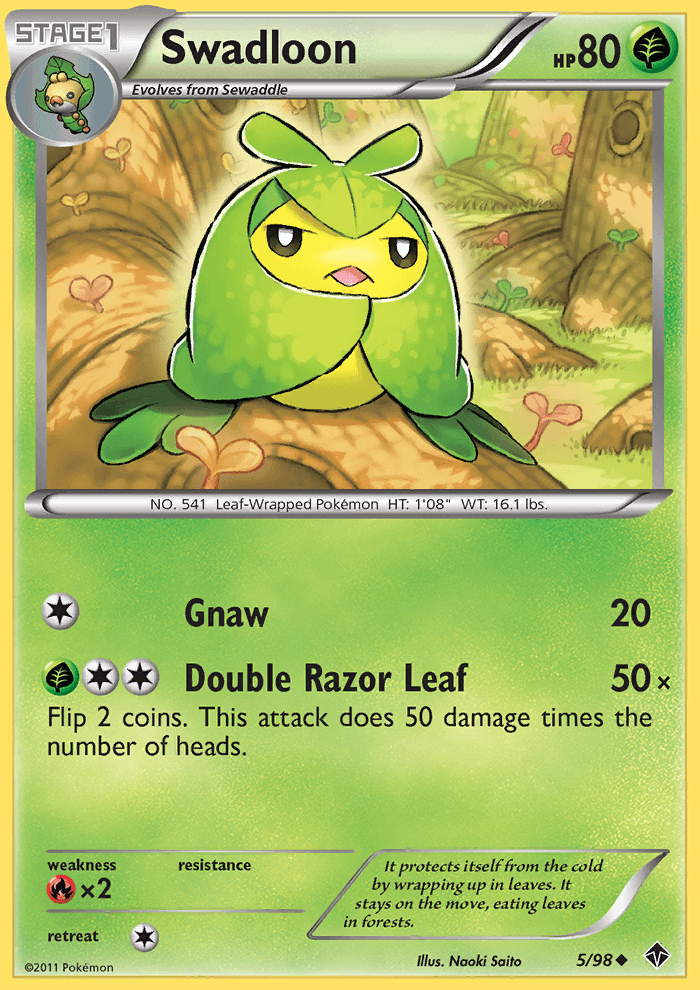 STAGE1
Swadloon
HP80
Evolves from Sewaddle
NO. 541 Leaf-Wrapped Pokémon HT: 1'08" WT: 16.1 lbs.
Gnaw 20
Double Razor Leaf 50×
Flip 2 coins. This attack does 50 damage times the
number of heads.
weakness resistance
×2
retreat
It protects itself from the cold
by wrapping up in leaves. It
stays on the move, eating leaves
in forests.
©2011 Pokémon
Illus. Naoki Saito
5/98